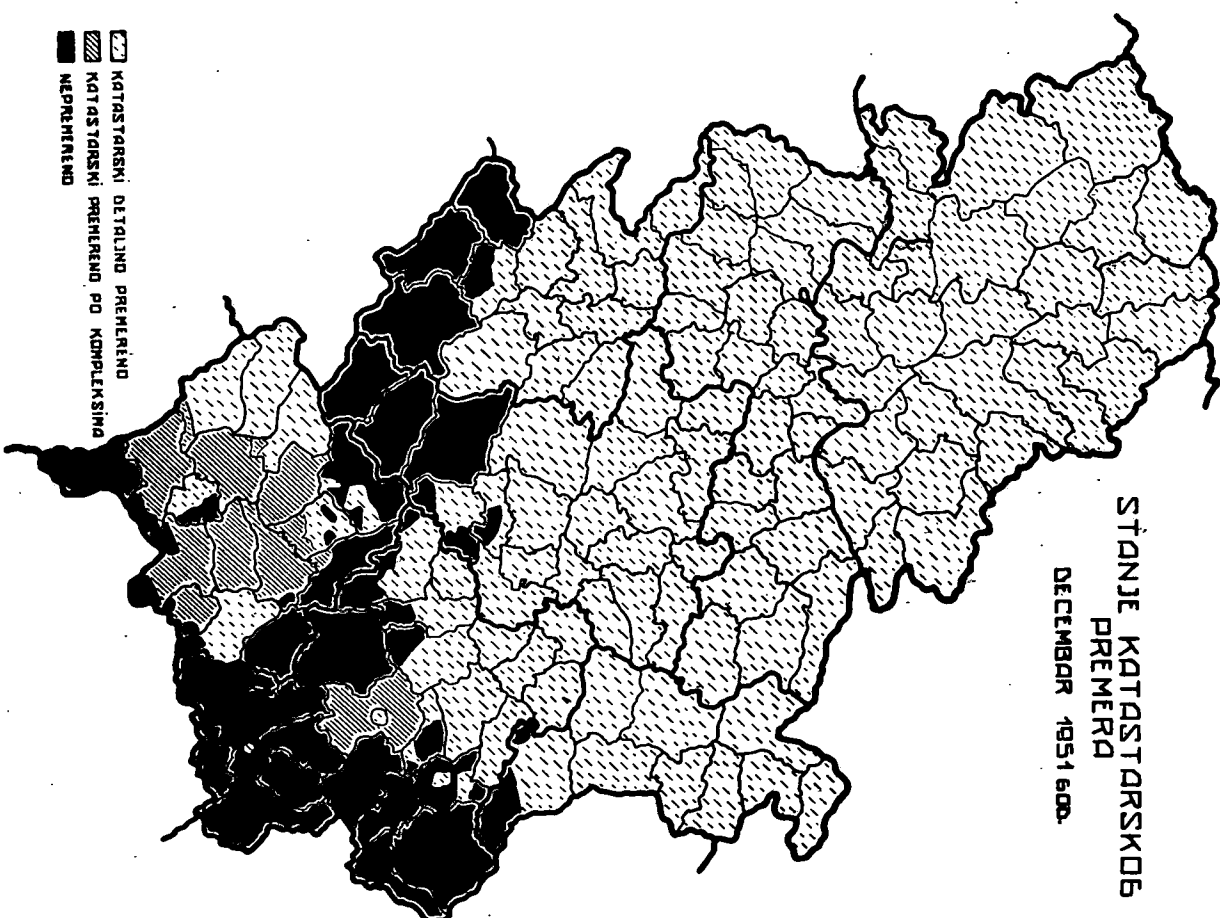 STANJE KATASTARSKOG
PREMERA
DECEMBAR 1951 GOD.
KATASTARSKI DETALJNO PREMERENO
KATASTARSKI PREMERENO PO KOMPLEKSIMA
NEPREMERENO